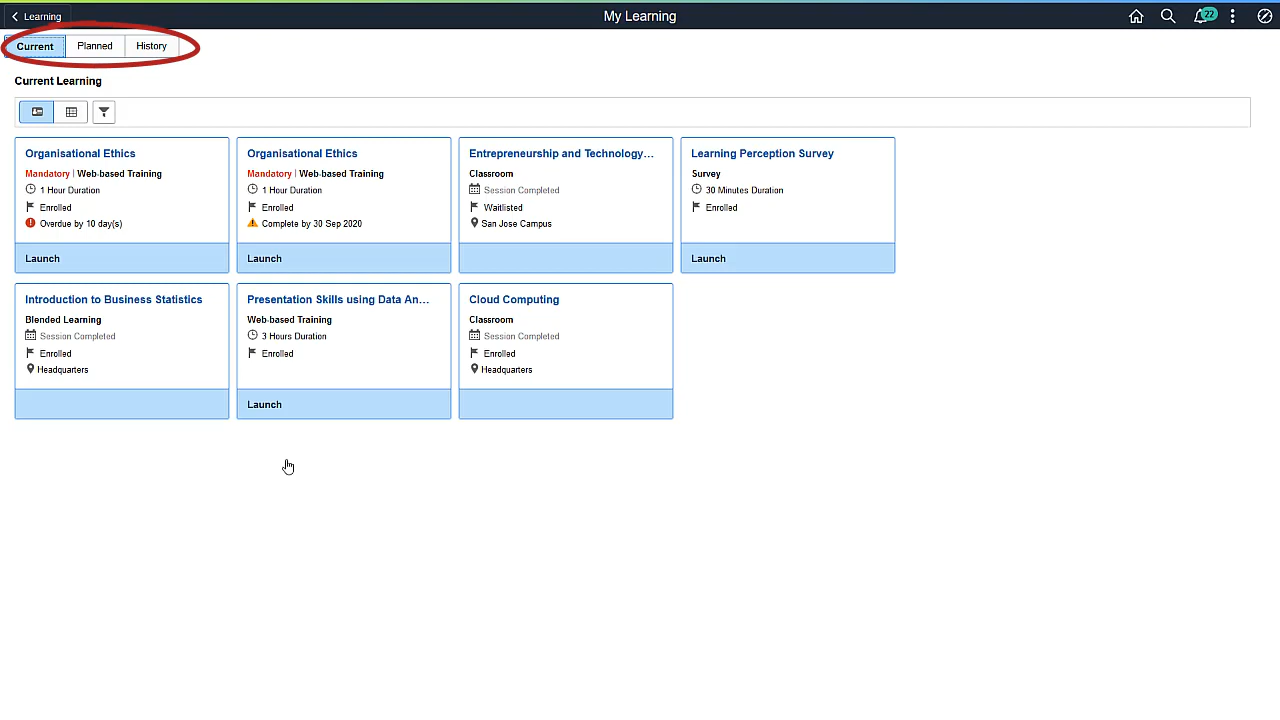 Learning
My Learning
22
Current
Planned
History
Current Learning
Organisational Ethics
Mandatory | Web-based Training
1 Hour Duration
Enrolled
Overdue by 10 day(s)
Launch
Organisational Ethics
Mandatory | Web-based Training
1 Hour Duration
Enrolled
Complete by 30 Sep 2020
Launch
Entrepreneurship and Technology...
Classroom
Session Completed
Waitlisted
San Jose Campus
Learning Perception Survey
Survey
30 Minutes Duration
Enrolled
Launch
Introduction to Business Statistics
Blended Learning
Session Completed
Enrolled
Headquarters
Presentation Skills using Data An...
Web-based Training
3 Hours Duration
Enrolled
Launch
Cloud Computing
Classroom
Session Completed
Enrolled
Headquarters